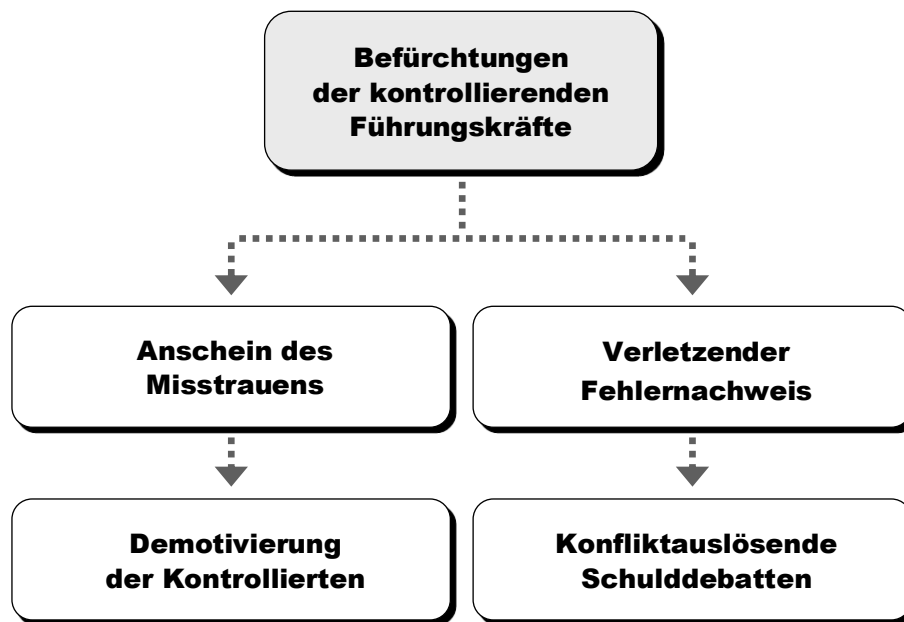 Befürchtungen
der kontrollierenden
Führungskräfte
Anschein des
Misstrauens
Verletzender
Fehlernachweis
Demotivierung
der Kontrollierten
Konfliktauslösende
Schulddebatten